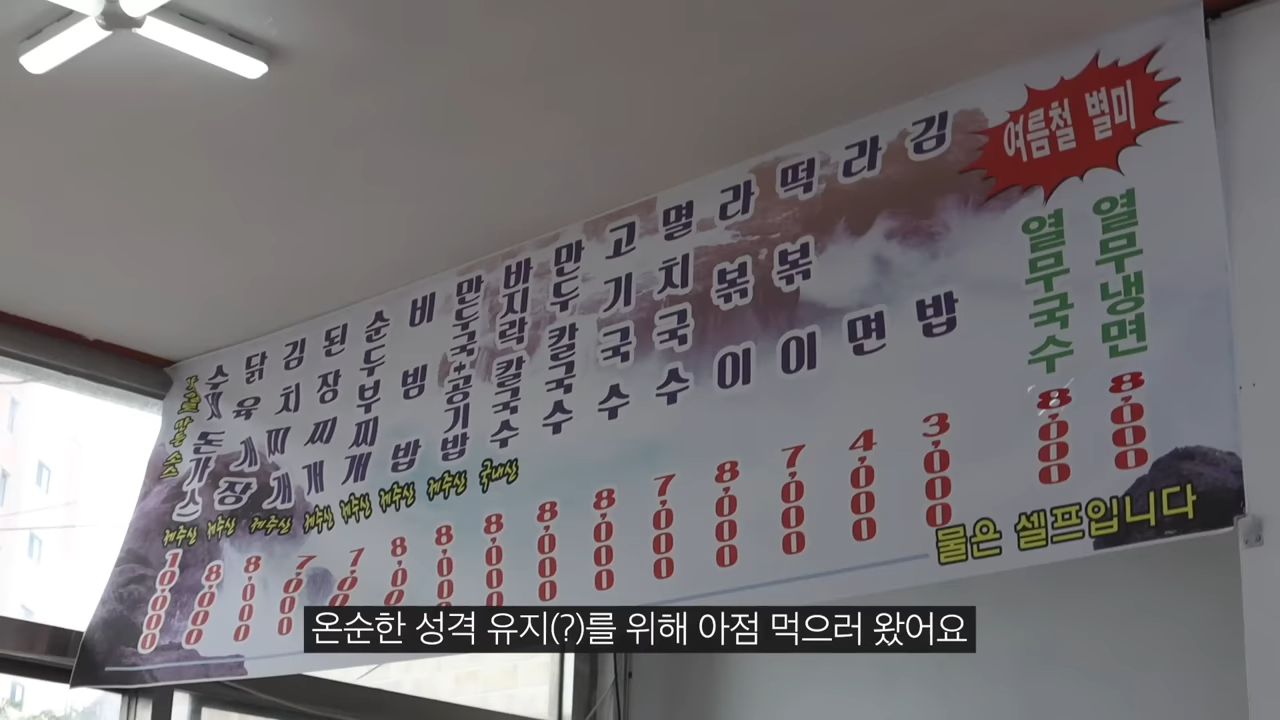 여름철 별미
수제돈가스 제주산 10,000
닭육개장 제주산 8,000
김치찌개 제주산 8,000
된장찌개 제주산 7,000
순두부찌개 제주산 7,00
비빔밥 제주산 8,0
만두국+공기밥 제주산 8,000
바지락칼국수 국내산 8,000
만두칼국수 8,000
고기국수 8,000
멸치국수 7,000
라볶이 8,000
떡볶이 7,000
라면 4,000
김밥 3,000
열무국수 8,000
열무냉면 8,000
물은 셀프입니다
온순한 성격 유지(?)를 위해 아점 먹으러 왔어요